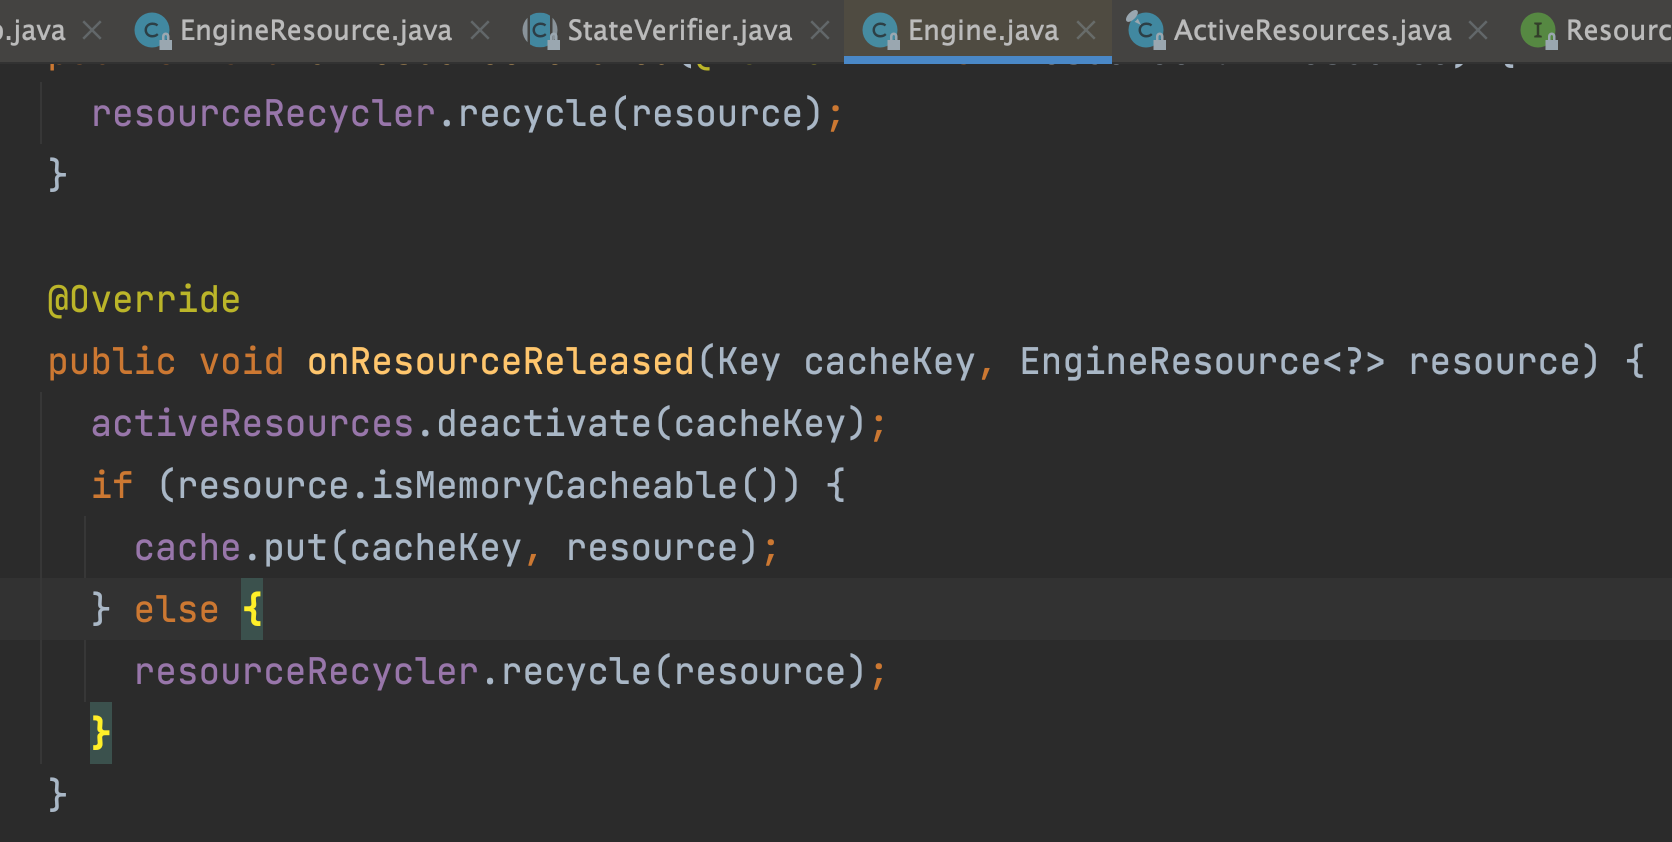 .java EngineResource.java StateVerifier.java Engine.java ActiveResources.java Resourc
resourceRecycler.recycle(resource);
}
@Override
public void onResourceReleased(Key cacheKey, EngineResource<?> resource) {
activeResources.deactivate(cacheKey);
if (resource.isMemoryCacheable()) {
cache.put(cacheKey, resource);
} else {
resourceRecycler.recycle(resource);
}
}